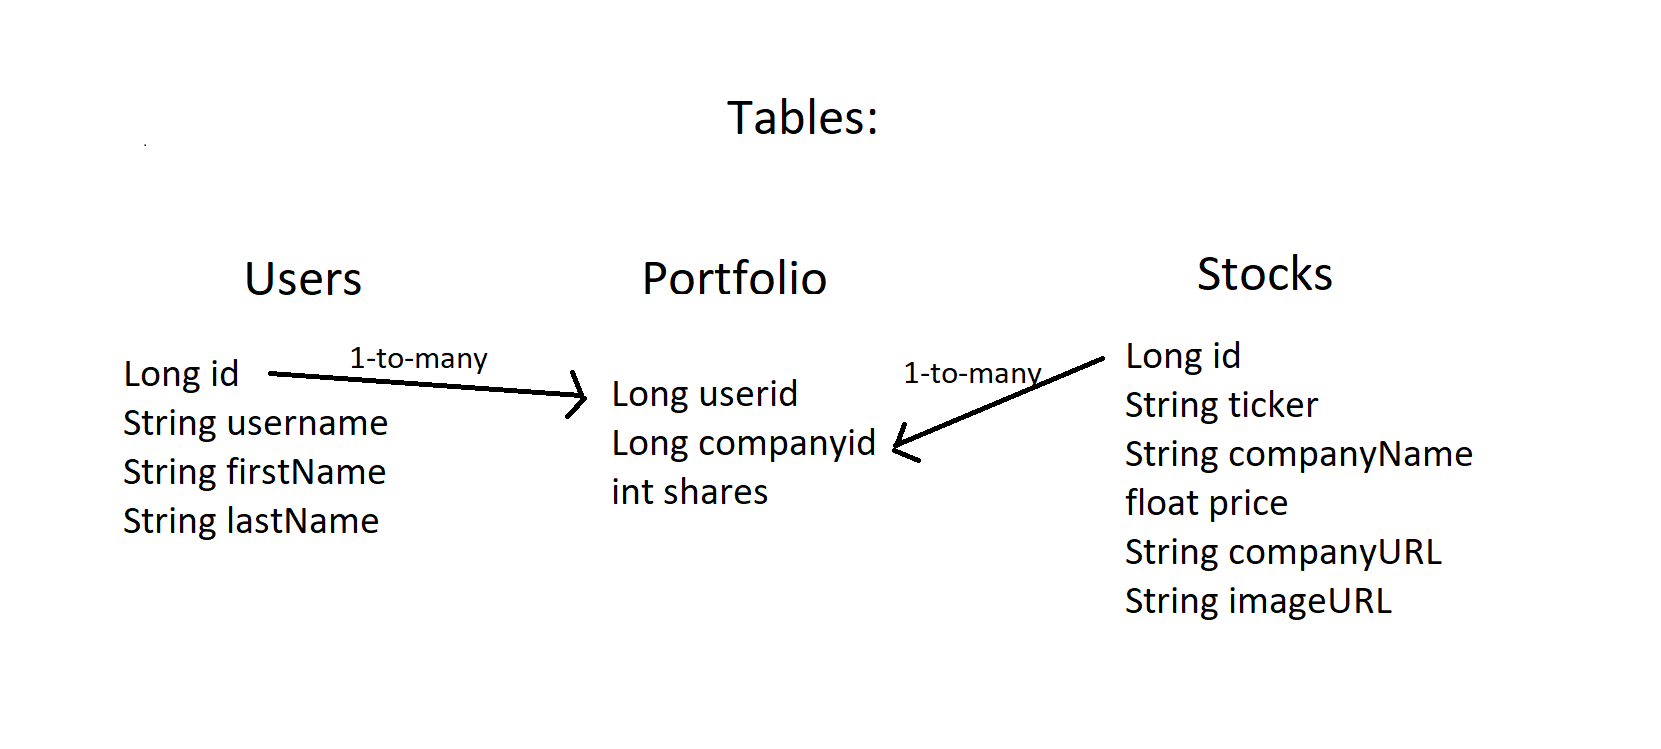 Tables:
Users
Long id
String username
String firstName
String lastName
1-to-many
Portfolio
Long userid
Long companyid
int shares
1-to-many
Stocks
Long id
String ticker
String companyName
float price
String companyURL
String imageURL